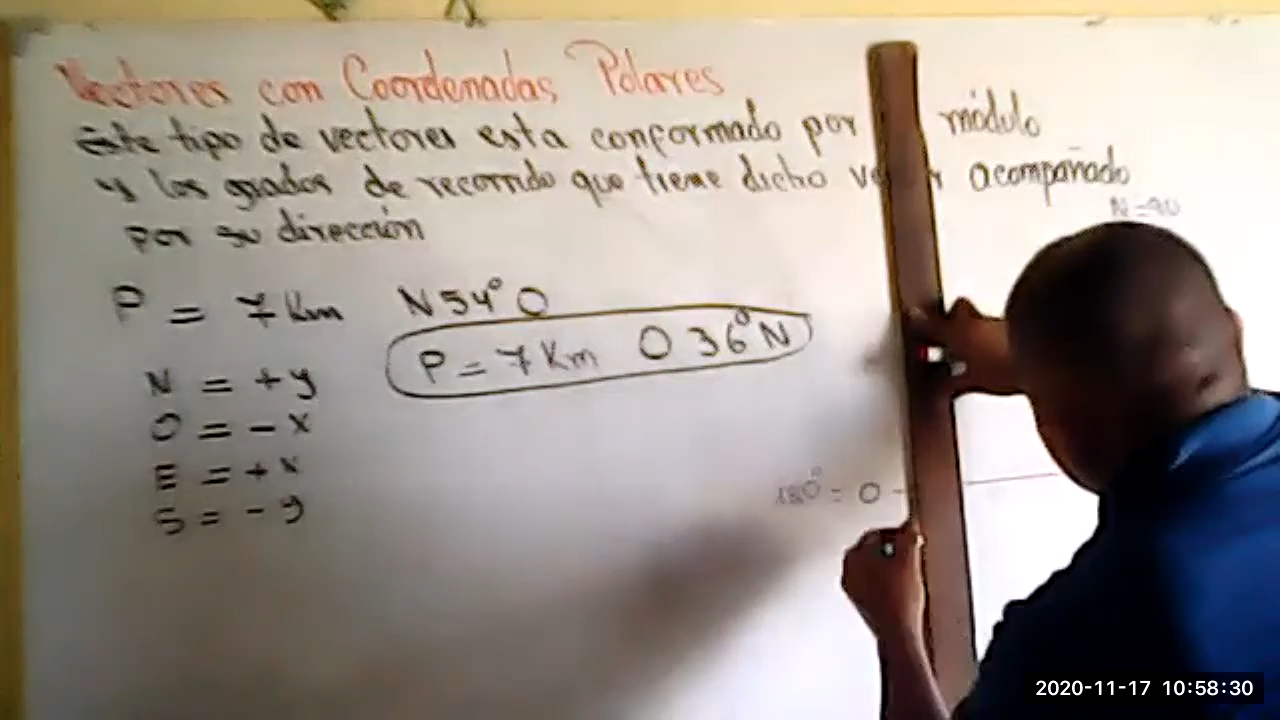 Vectores con Coordenadas Polares
Este tipo de vectores esta conformado por módulo
y los grados de recorrido que tiene dicho acompañado
por su dirección
N = 90
P = 7 Km N54°O
P = 7 Km O 36° N
N = + y
O = - x
E = + x
S = - y
180° = O
2020-11-17 10:58:30